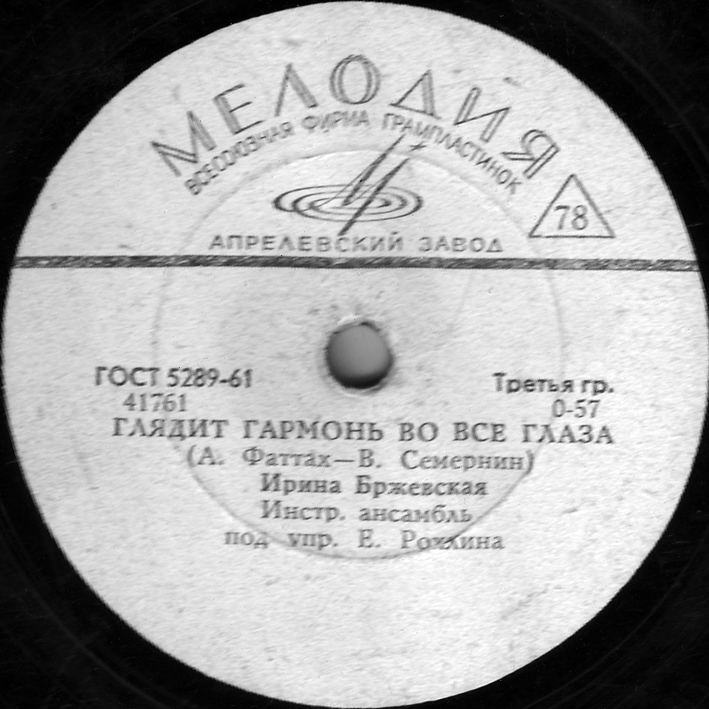 МЕЛОДИЯ
ВСЕСОЮЗНАЯ ФИРМА ГРАМПЛАСТИНОК
78
АПРЕЛЕВСКИЙ ЗАВОД
ГОСТ 5289-61 Третья гр.
41761 0-57
ГЛЯДИТ ГАРМОНЬ ВО ВСЕ ГЛАЗА
(А. Фаттах—В. Семернин)
Ирина Бржевская
Инстр. ансамбль
под упр. Е. Рохлина